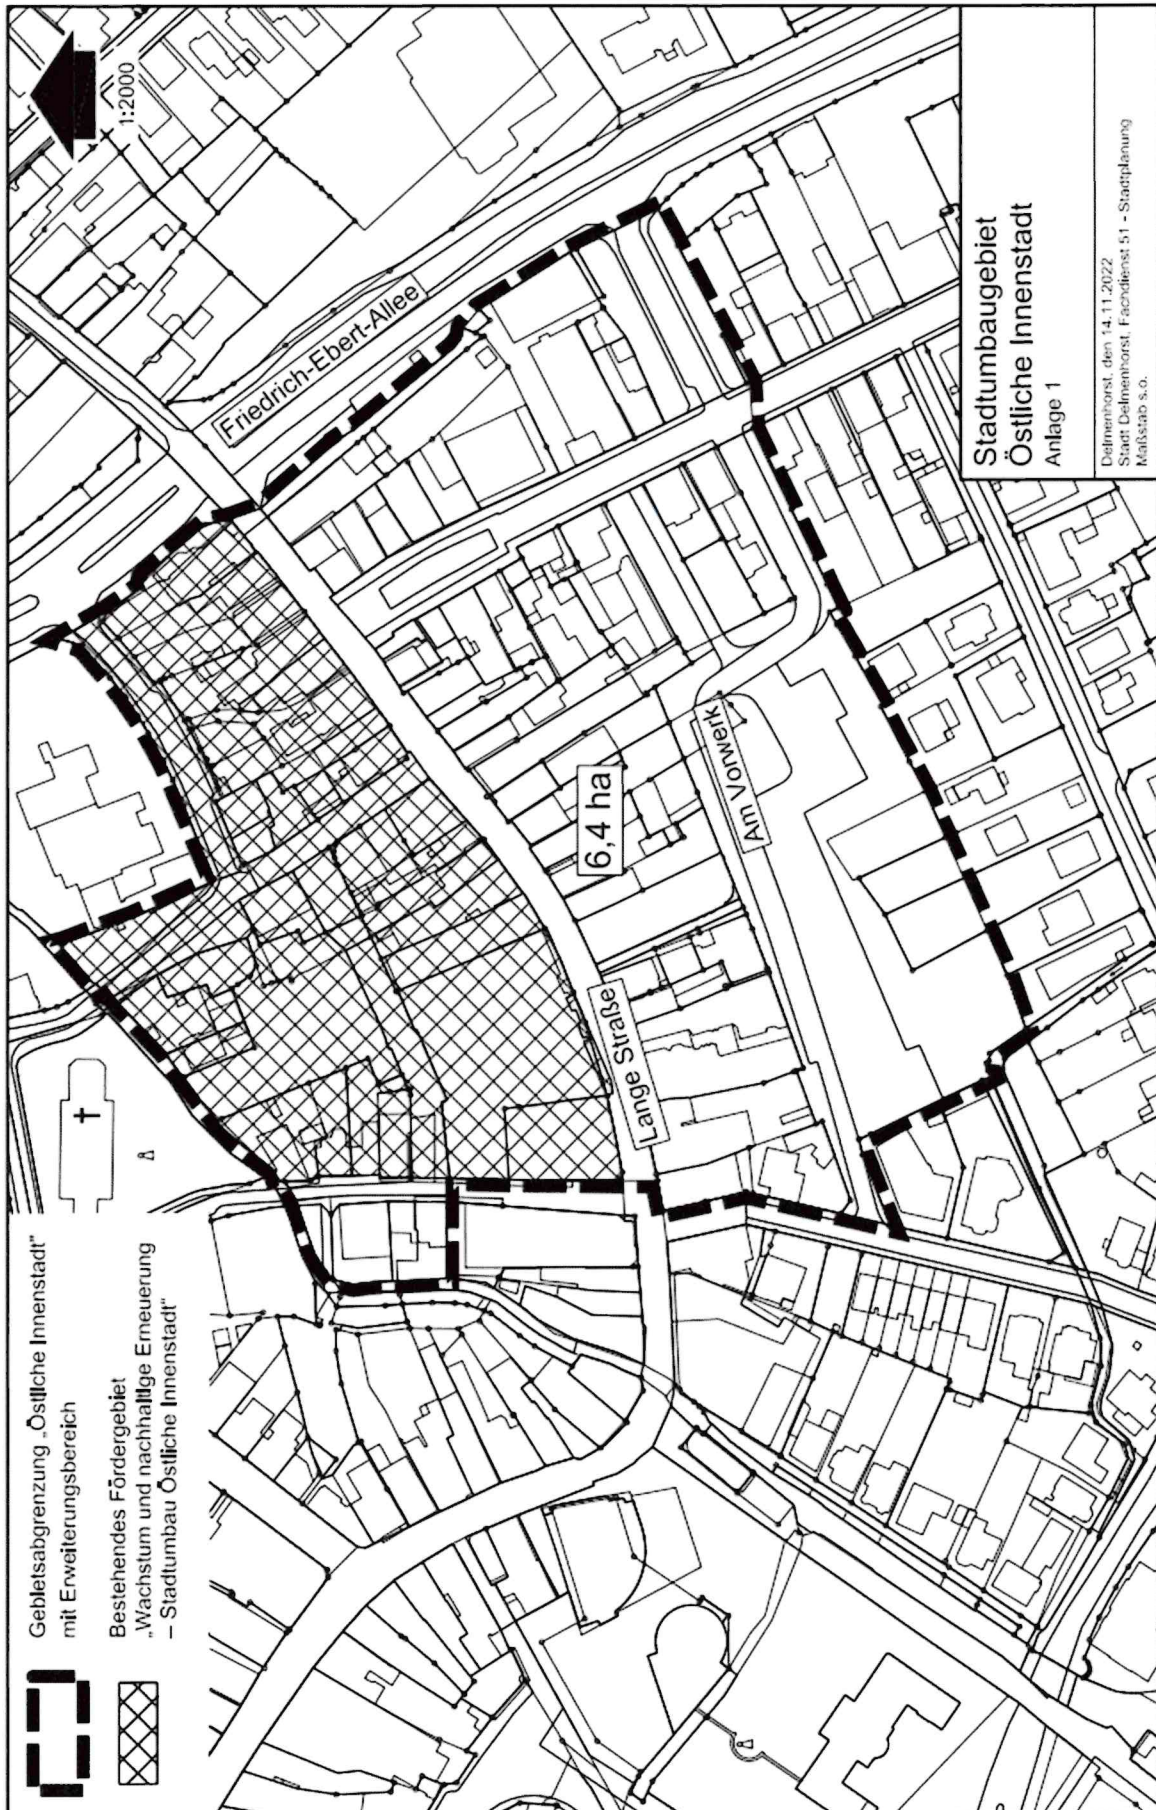 Gebietsabgrenzung „Östliche Innenstadt"
mit Erweiterungsbereich
Bestehendes Fördergebiet
„Wachstum und nachhaltige Erneuerung
– Stadtumbau Östliche Innenstadt"
1:2000
Friedrich-Ebert-Allee
6,4 ha
Lange Straße
Am Vorwerk
Stadtumbaugebiet
Östliche Innenstadt
Anlage 1
Delmenhorst, den 14.11.2022
Stadt Delmenhorst, Fachdienst 51 - Stadtplanung
Maßstab s.o.